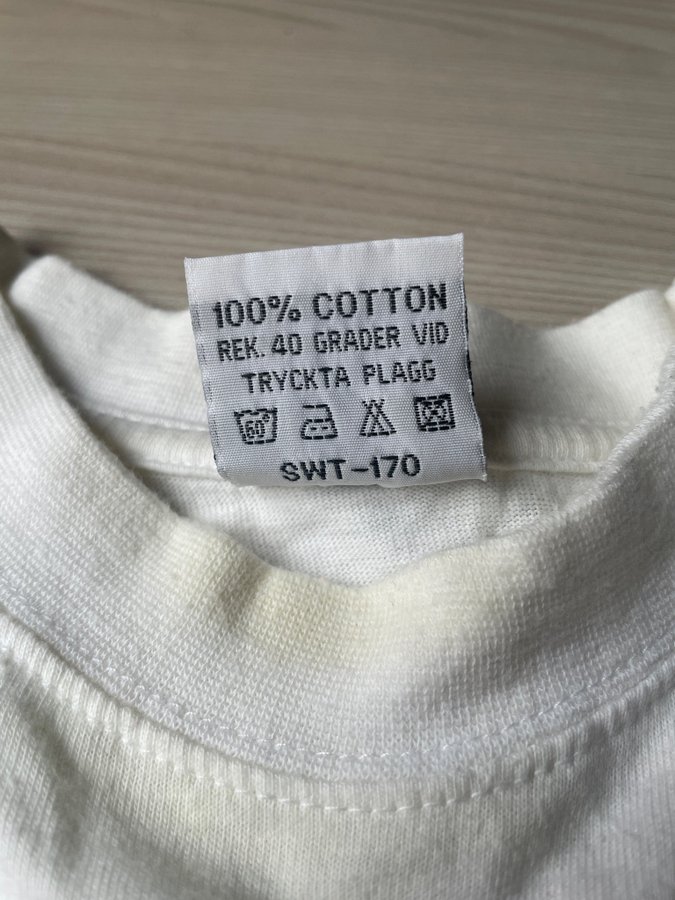 100% COTTON
REK. 40 GRADER VID
TRYCKTA PLAGG
60°
SWT-170